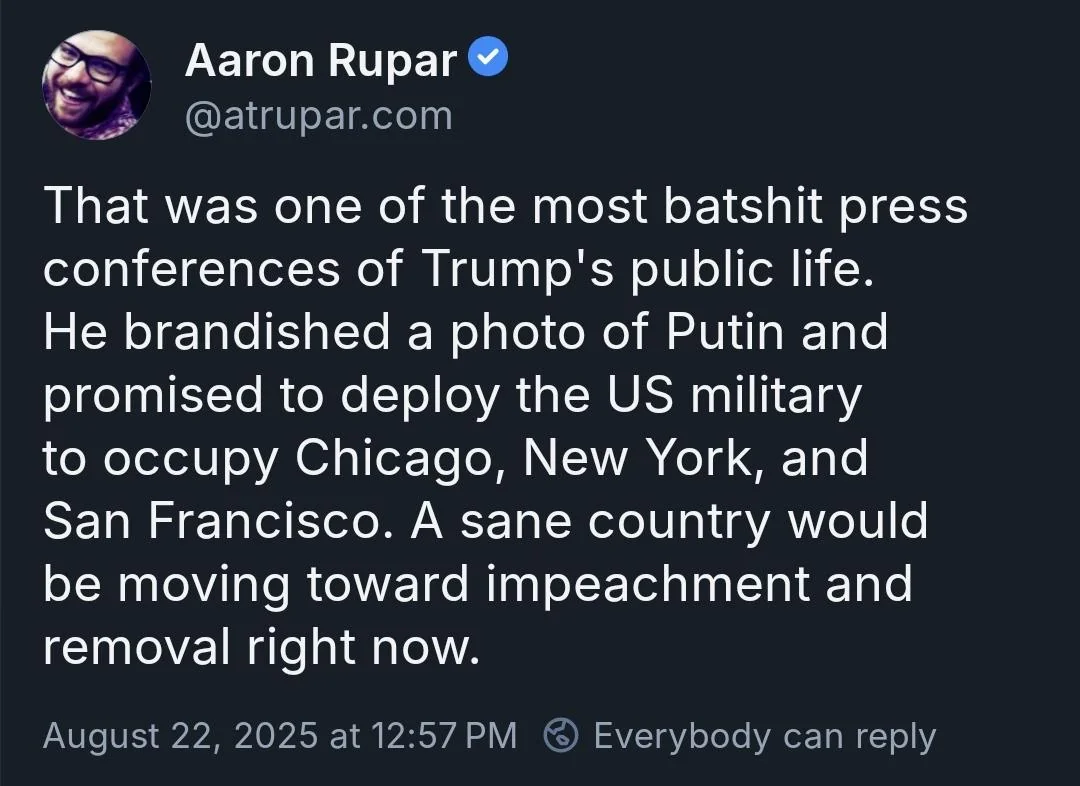 Aaron Rupar
@atrupar.com
That was one of the most batshit press
conferences of Trump's public life.
He brandished a photo of Putin and
promised to deploy the US military
to occupy Chicago, New York, and
San Francisco. A sane country would
be moving toward impeachment and
removal right now.
August 22, 2025 at 12:57 PM Everybody can reply